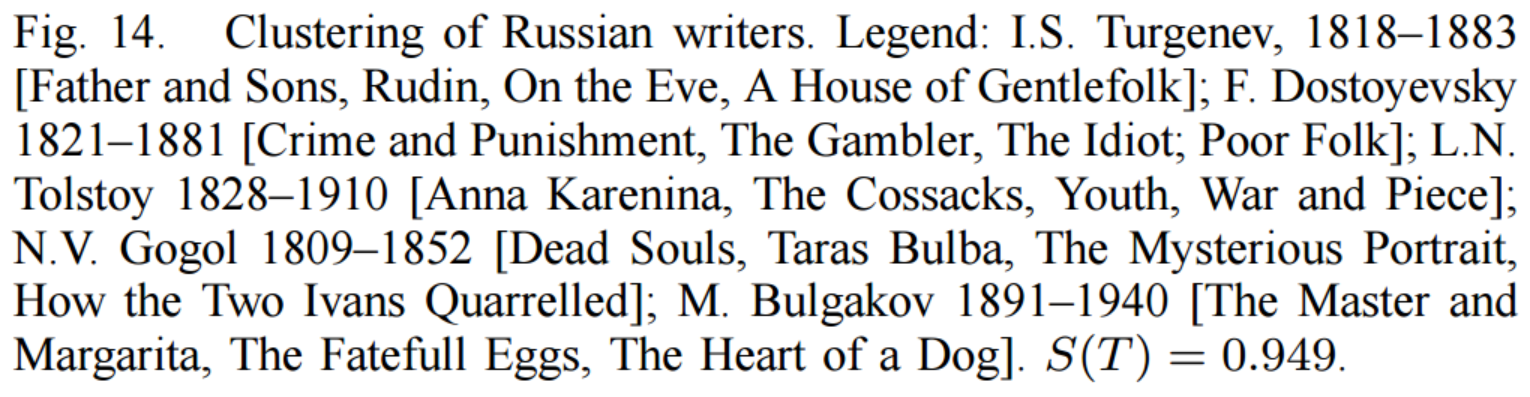 Fig. 14. Clustering of Russian writers. Legend: I.S. Turgenev, 1818–1883
[Father and Sons, Rudin, On the Eve, A House of Gentlefolk]; F. Dostoyevsky
1821–1881 [Crime and Punishment, The Gambler, The Idiot; Poor Folk]; L.N.
Tolstoy 1828–1910 [Anna Karenina, The Cossacks, Youth, War and Piece];
N.V. Gogol 1809–1852 [Dead Souls, Taras Bulba, The Mysterious Portrait,
How the Two Ivans Quarrelled]; M. Bulgakov 1891–1940 [The Master and
Margarita, The Fatefull Eggs, The Heart of a Dog]. S(T) = 0.949.